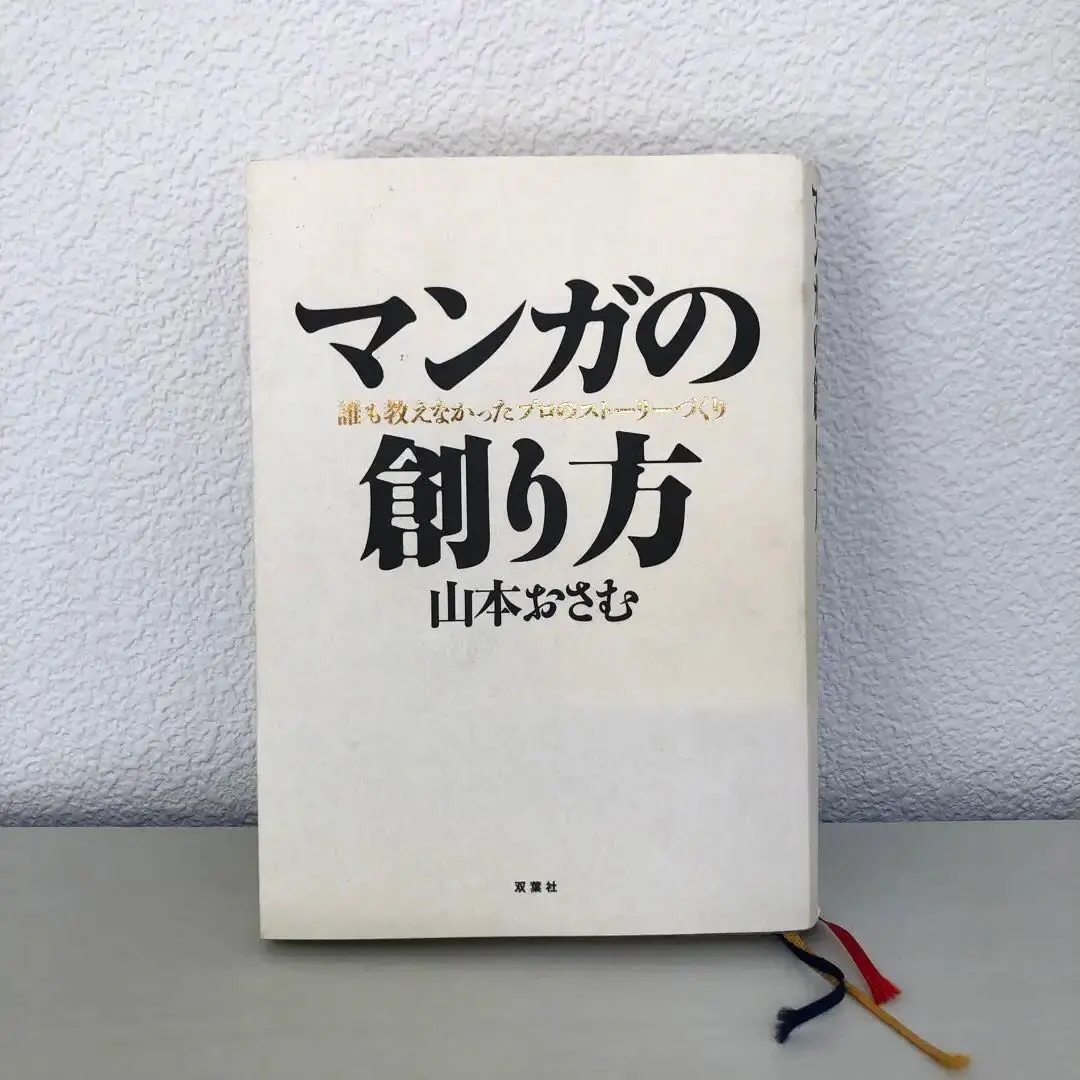 マンガの
誰も教えなかったプロのストーリーづくり
創り方
山本おさむ
双葉社